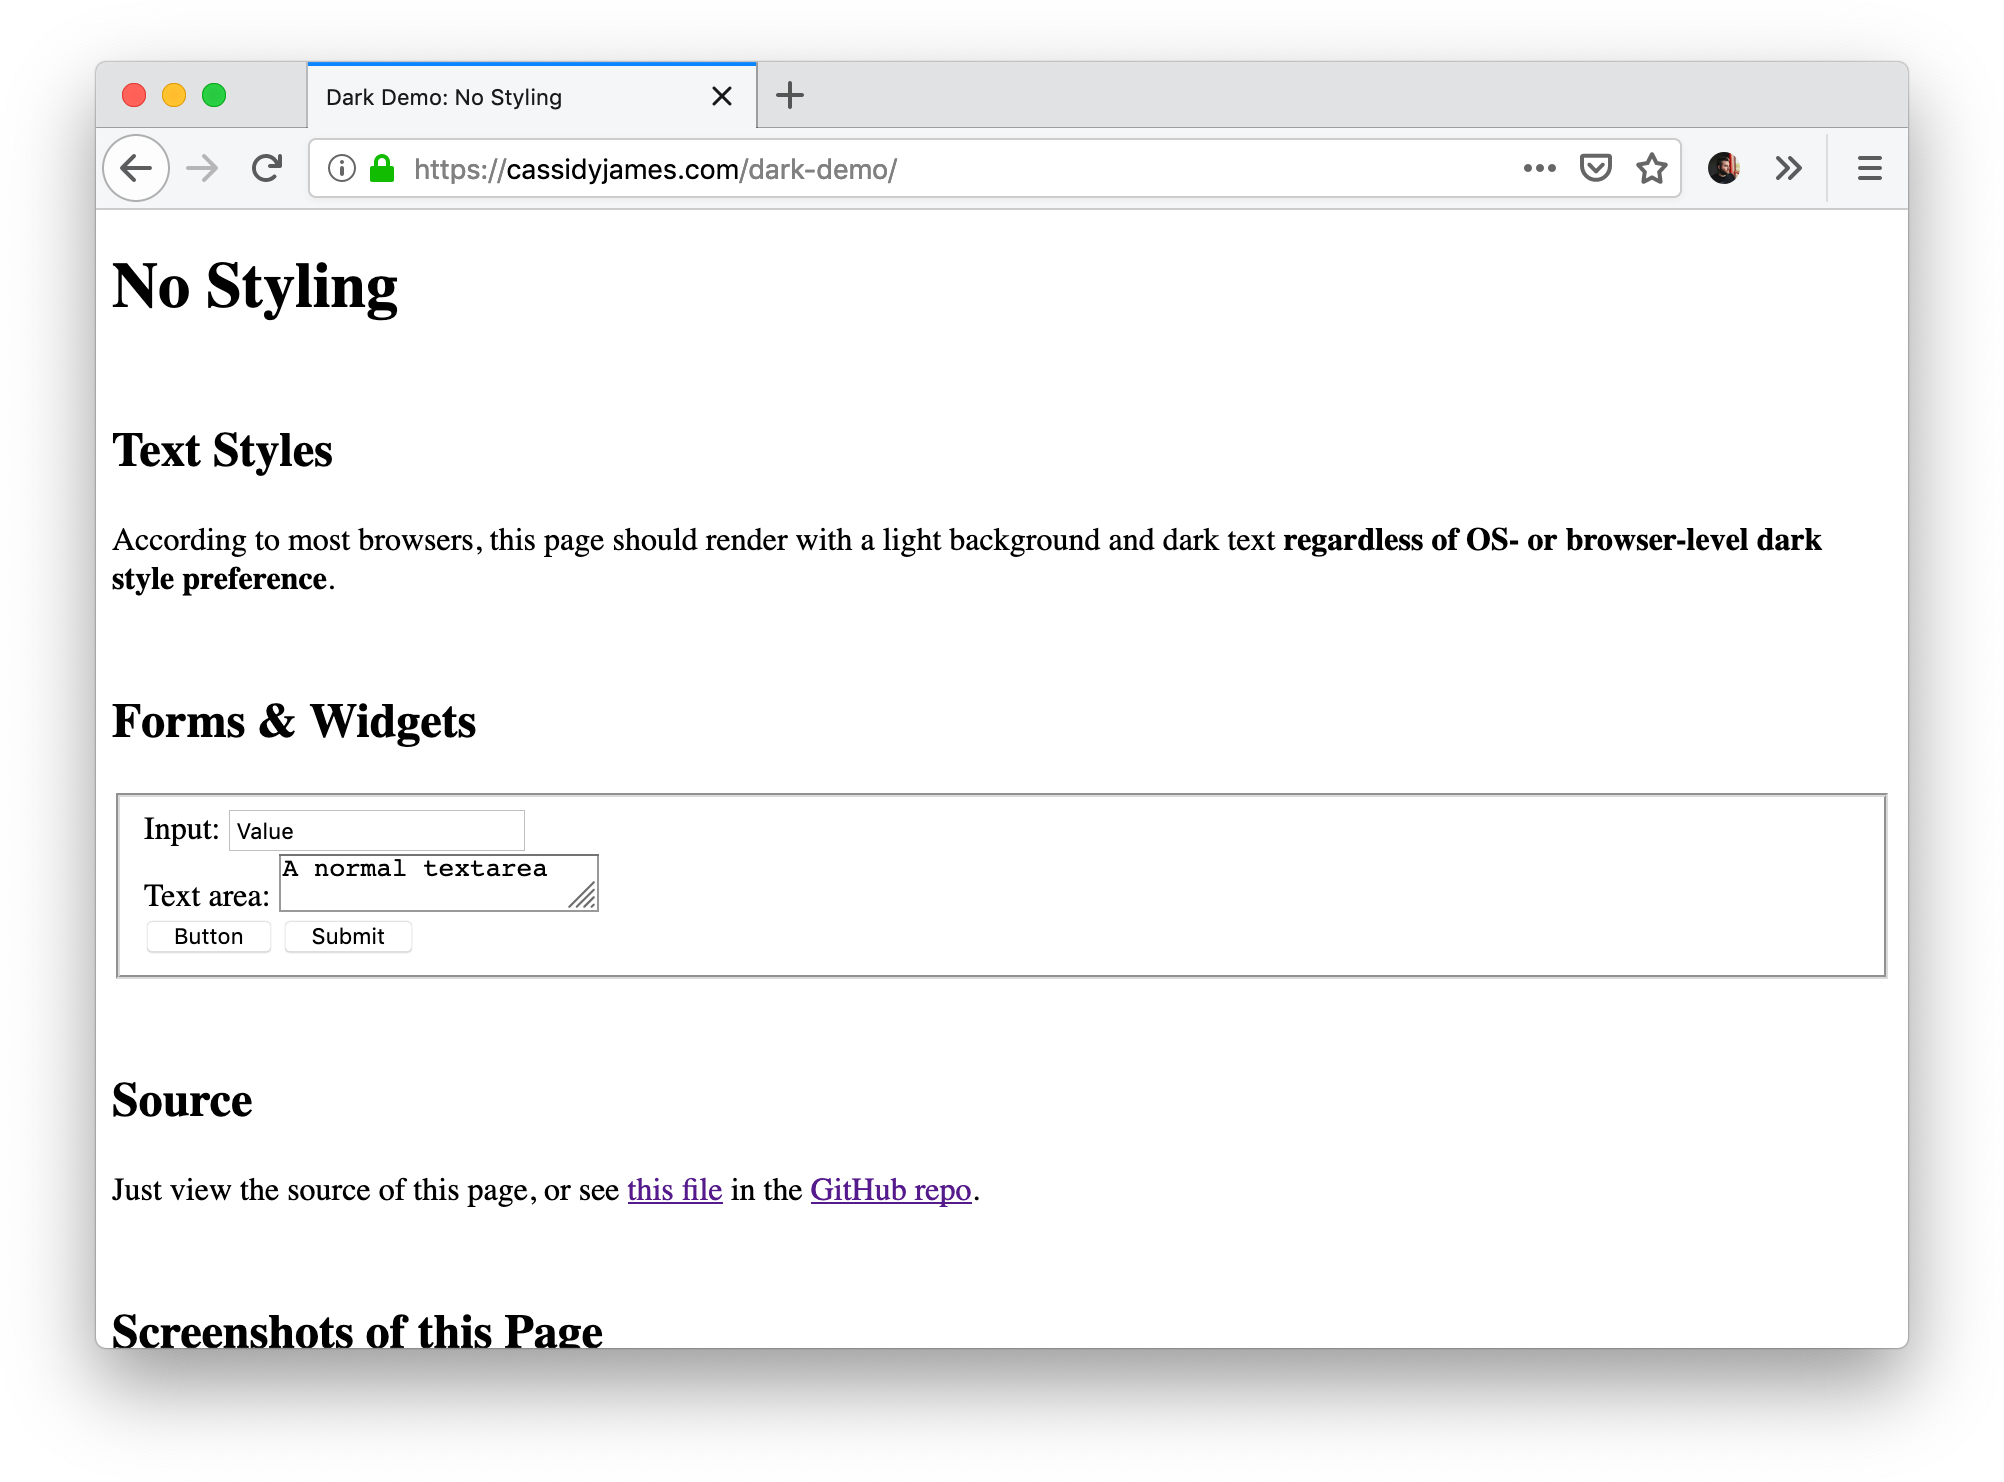 Dark Demo: No Styling
https://cassidyjames.com/dark-demo/
No Styling
Text Styles
According to most browsers, this page should render with a light background and dark text regardless of OS- or browser-level dark
style preference.
Forms & Widgets
Input: Value
Text area: A normal textarea
Button Submit
Source
Just view the source of this page, or see this file in the GitHub repo.
Screenshots of this Page